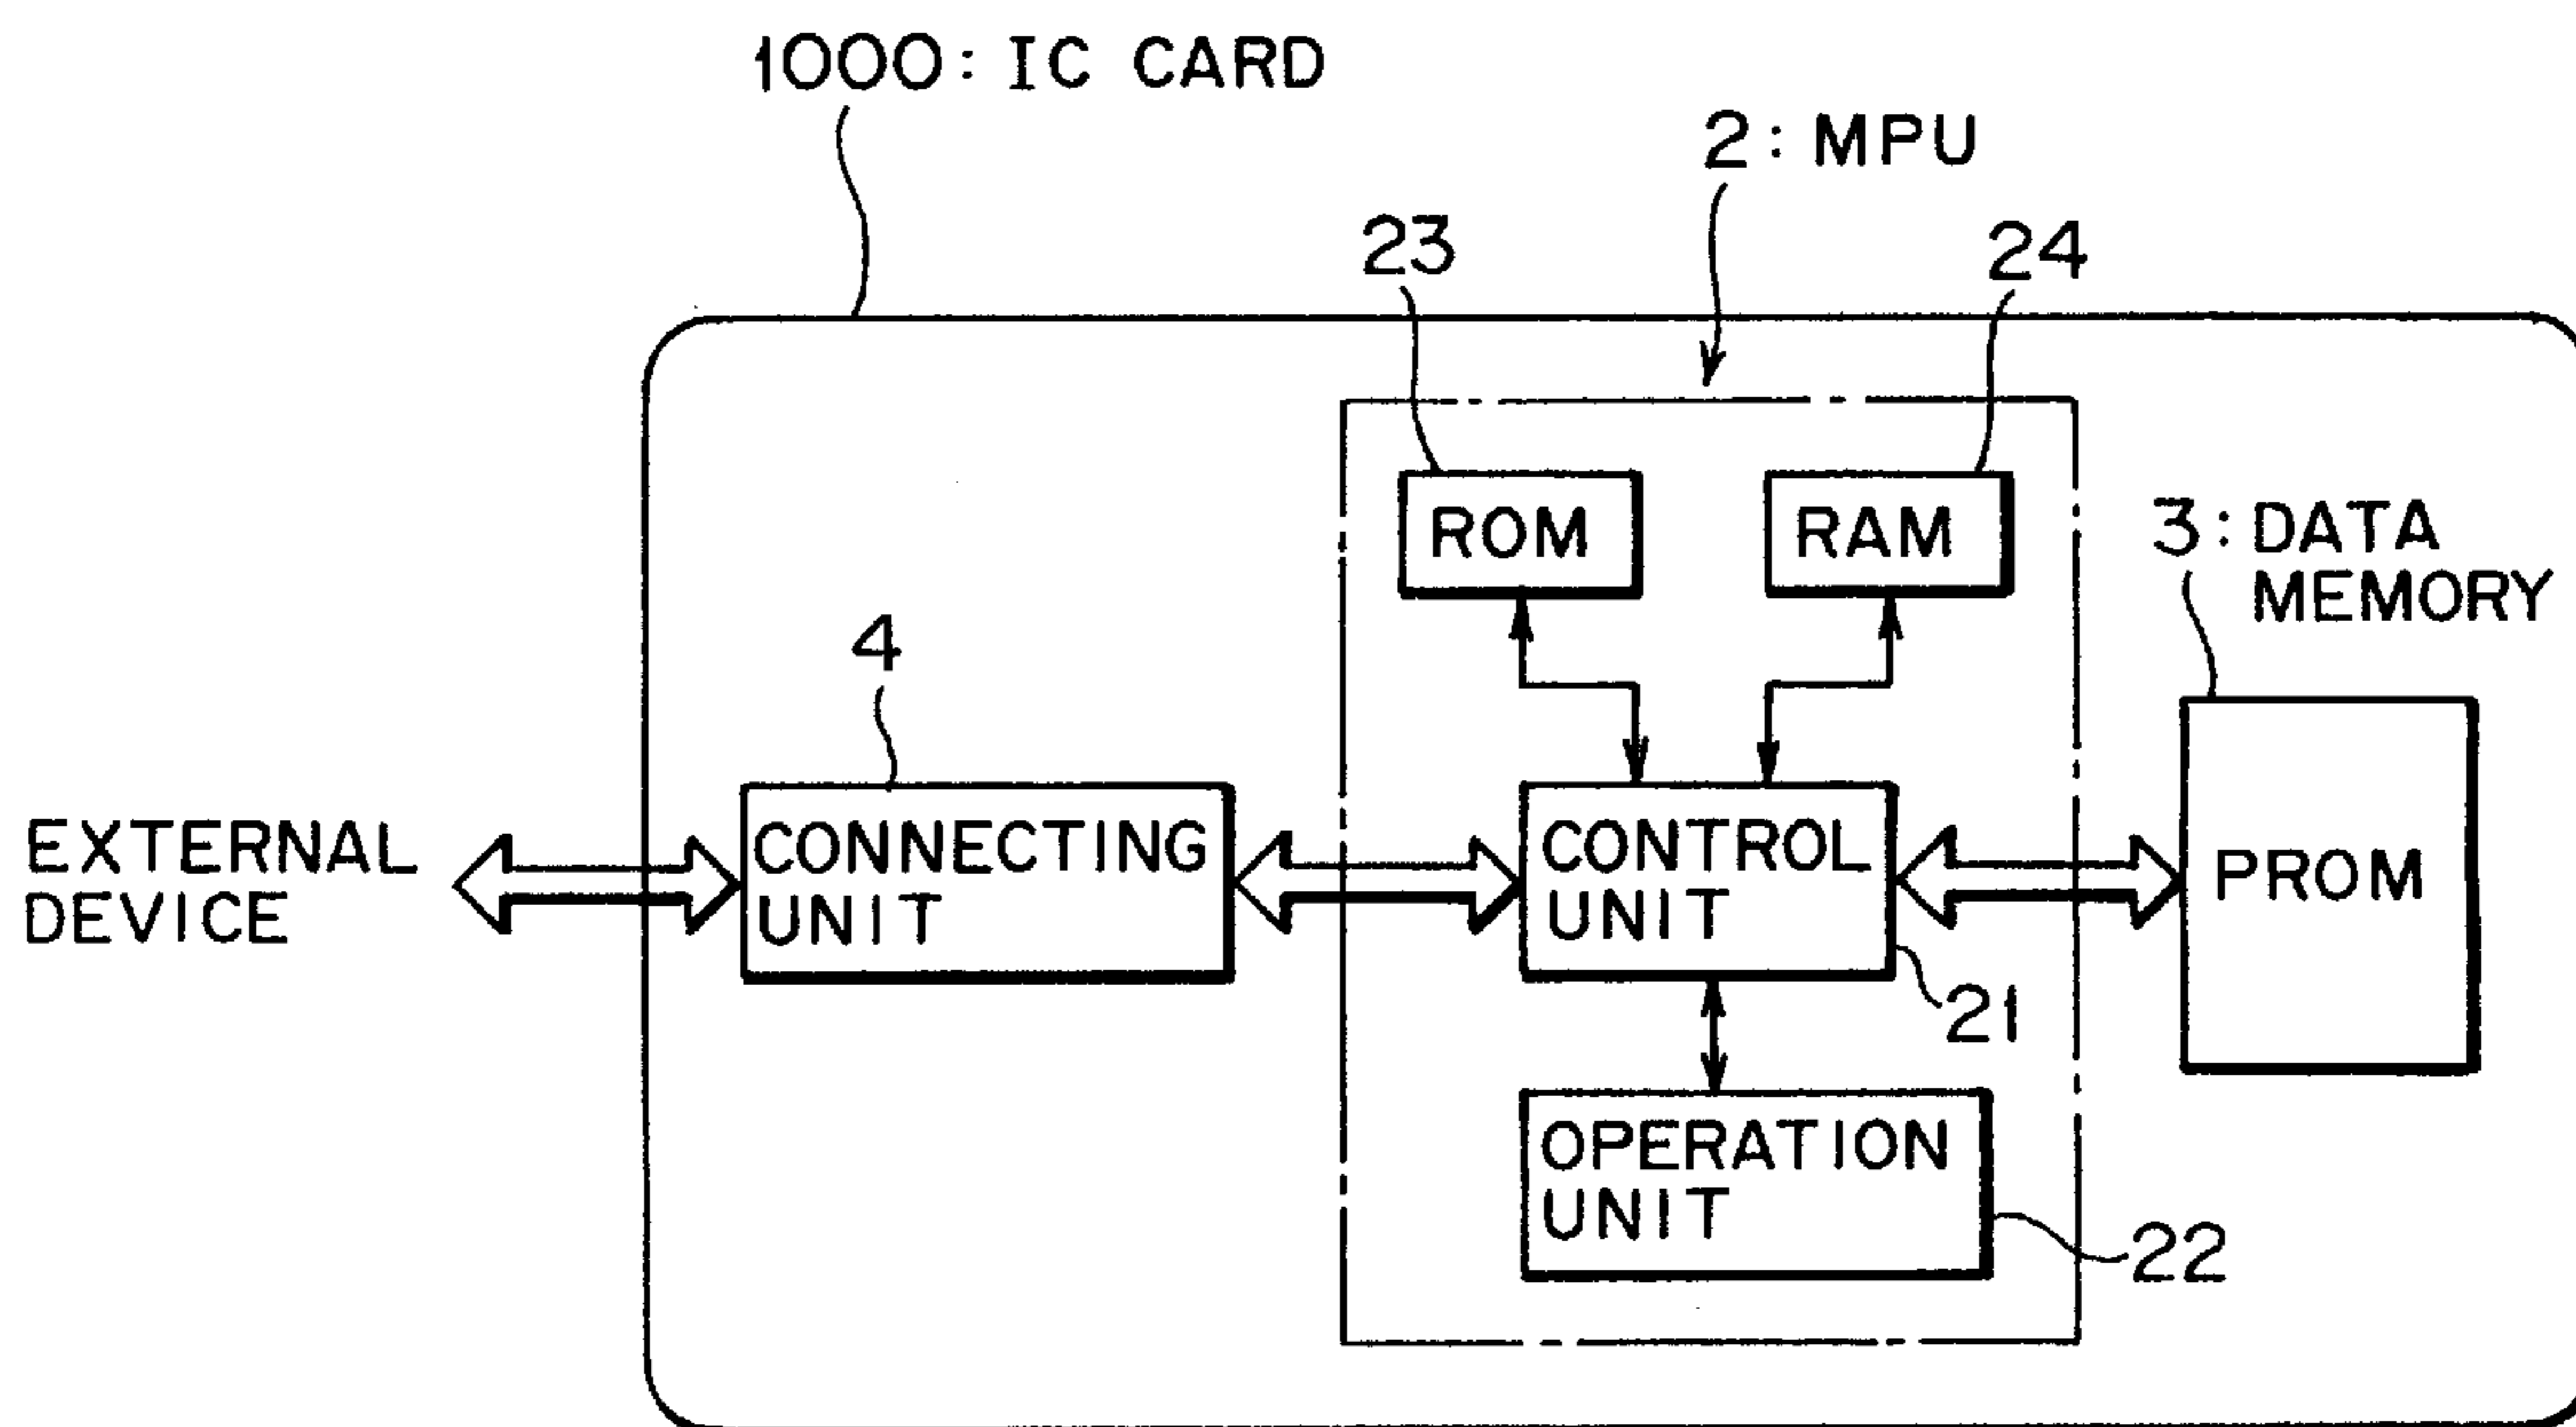 1000: IC CARD
2: MPU
23
24
ROM
RAM
3: DATA
MEMORY
4
EXTERNAL
DEVICE
CONNECTING
UNIT
CONTROL
UNIT
PROM
21
OPERATION
UNIT
22